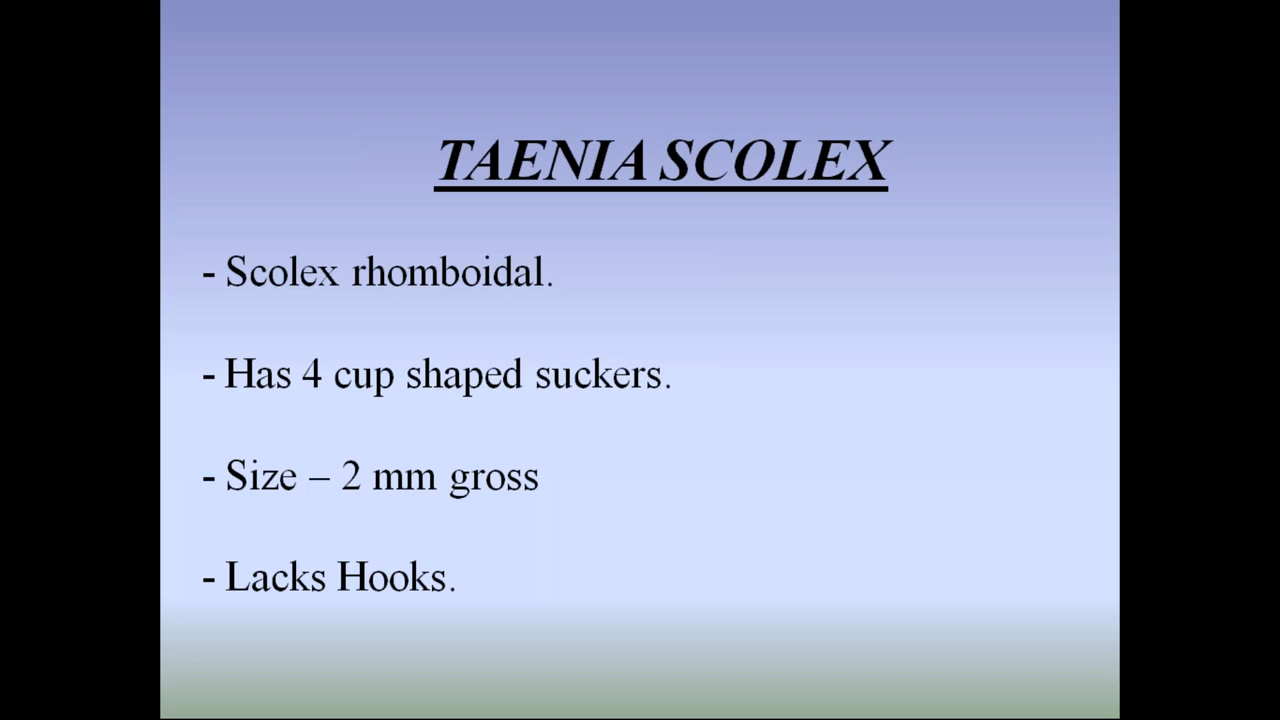 TAENIA SCOLEX
- Scolex rhomboidal.
- Has 4 cup shaped suckers.
- Size – 2 mm gross
- Lacks Hooks.